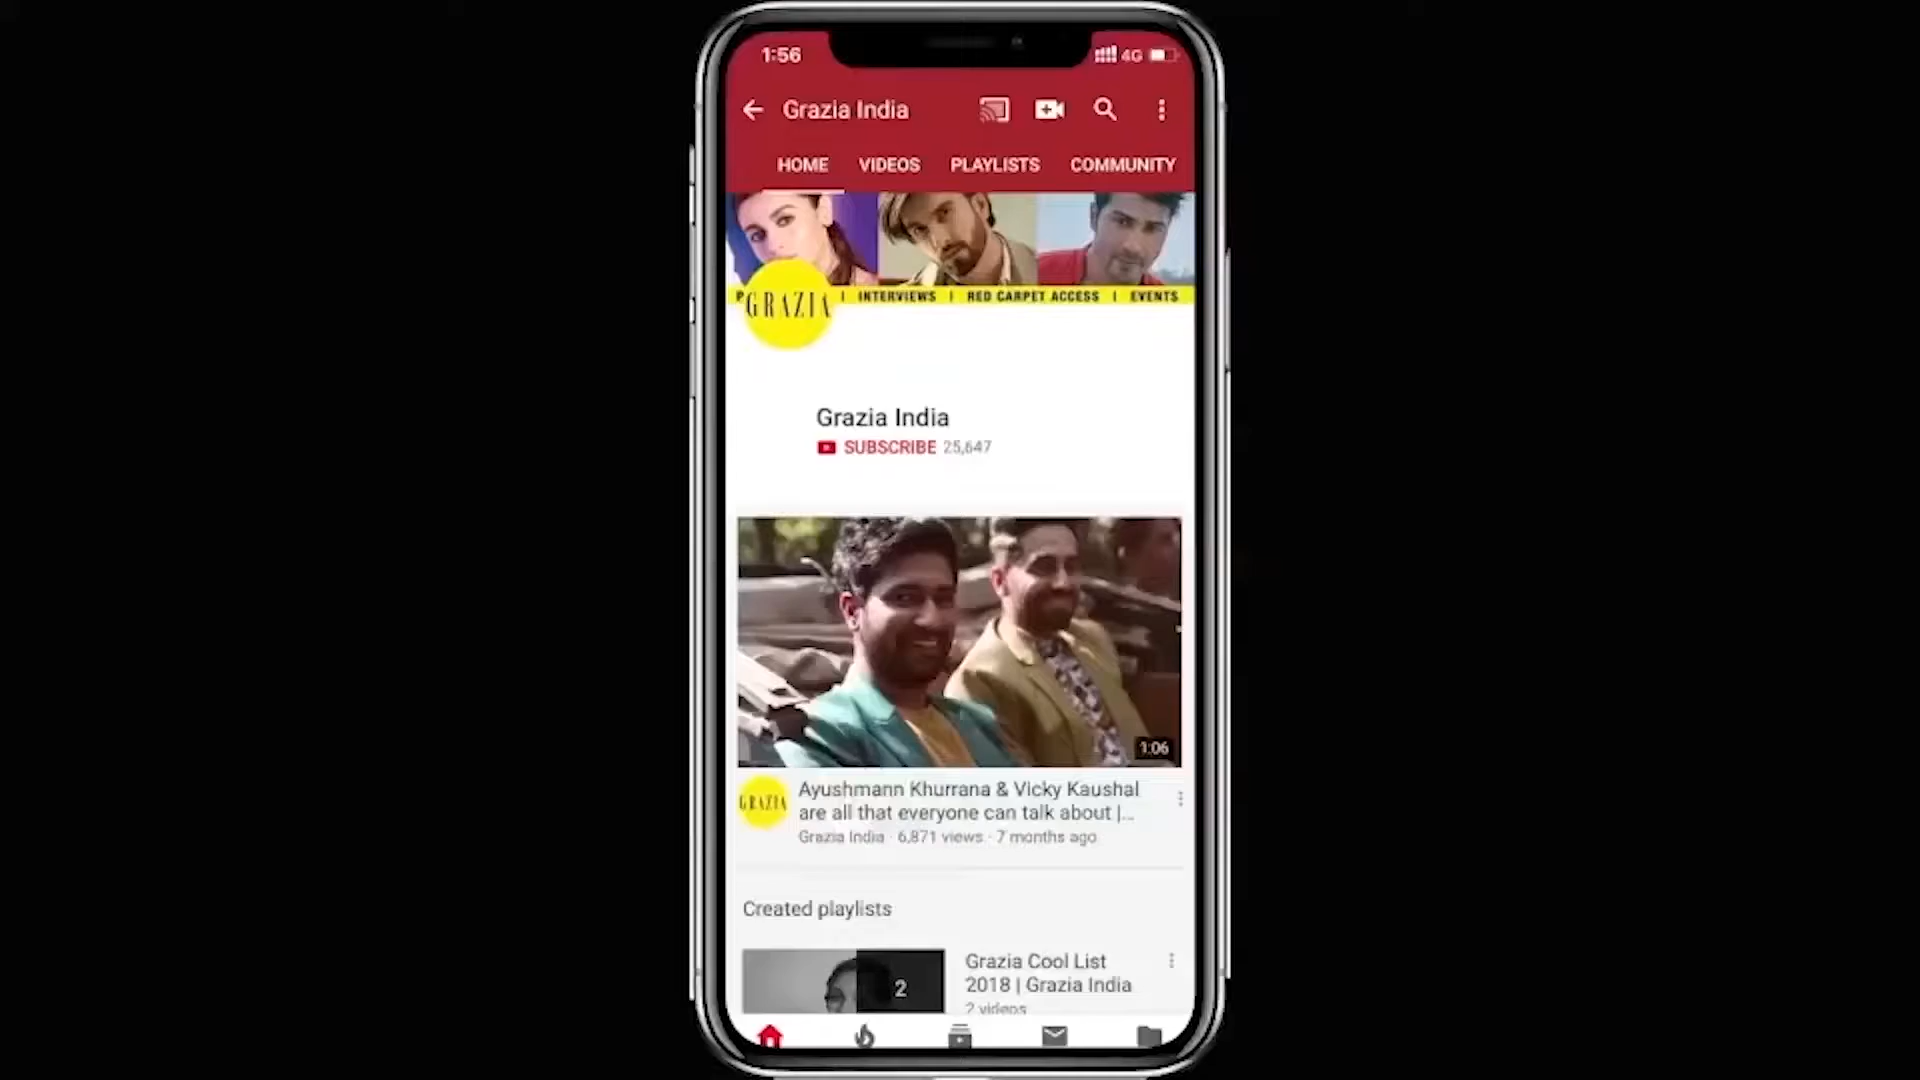 1:56
4G
Grazia India
HOME VIDEOS PLAYLISTS COMMUNITY
GRAZIA
| INTERVIEWS | RED CARPET ACCESS | EVENTS
Grazia India
SUBSCRIBE 25,647
1:06
GRAZIA
Ayushmann Khurrana & Vicky Kaushal
are all that everyone can talk about |...
Grazia India · 6,871 views · 7 months ago
Created playlists
2
Grazia Cool List
2018 | Grazia India
2 videos